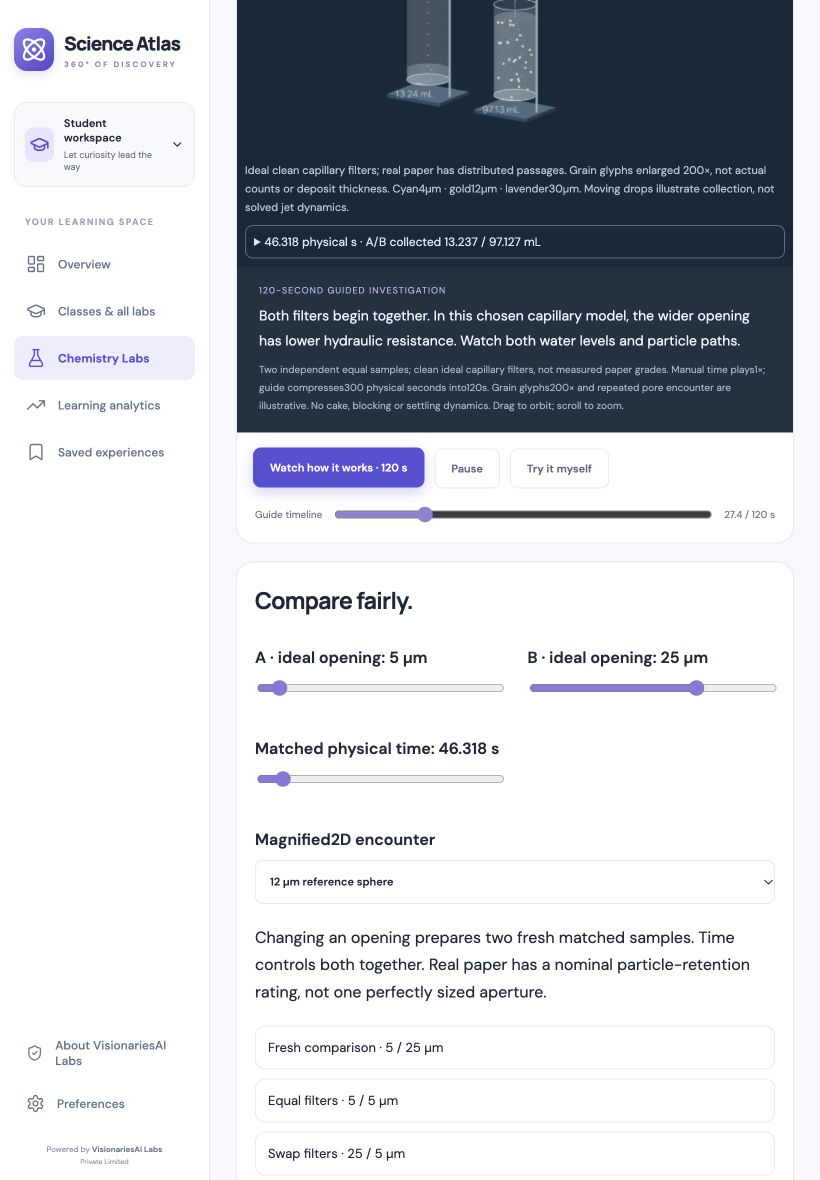 Science Atlas
360° OF DISCOVERY
Student
workspace
Let curiosity lead the
way
YOUR LEARNING SPACE
Overview
Classes & all labs
Chemistry Labs
Learning analytics
Saved experiences
About VisionariesAI
Labs
Preferences
Powered by VisionariesAI Labs
Private Limited
13.24 mL
97.13 mL
Ideal clean capillary filters; real paper has distributed passages. Grain glyphs enlarged 200×, not actual
counts or deposit thickness. Cyan4µm · gold12µm · lavender30µm. Moving drops illustrate collection, not
solved jet dynamics.
▶ 46.318 physical s · A/B collected 13.237 / 97.127 mL
120-SECOND GUIDED INVESTIGATION
Both filters begin together. In this chosen capillary model, the wider opening
has lower hydraulic resistance. Watch both water levels and particle paths.
Two independent equal samples; clean ideal capillary filters, not measured paper grades. Manual time plays1×;
guide compresses300 physical seconds into120s. Grain glyphs200× and repeated pore encounter are
illustrative. No cake, blocking or settling dynamics. Drag to orbit; scroll to zoom.
Watch how it works · 120 s
Pause
Try it myself
Guide timeline
27.4 / 120 s
Compare fairly.
A · ideal opening: 5 µm
B · ideal opening: 25 µm
Matched physical time: 46.318 s
Magnified2D encounter
12 µm reference sphere
Changing an opening prepares two fresh matched samples. Time
controls both together. Real paper has a nominal particle-retention
rating, not one perfectly sized aperture.
Fresh comparison · 5 / 25 µm
Equal filters · 5 / 5 µm
Swap filters · 25 / 5 µm